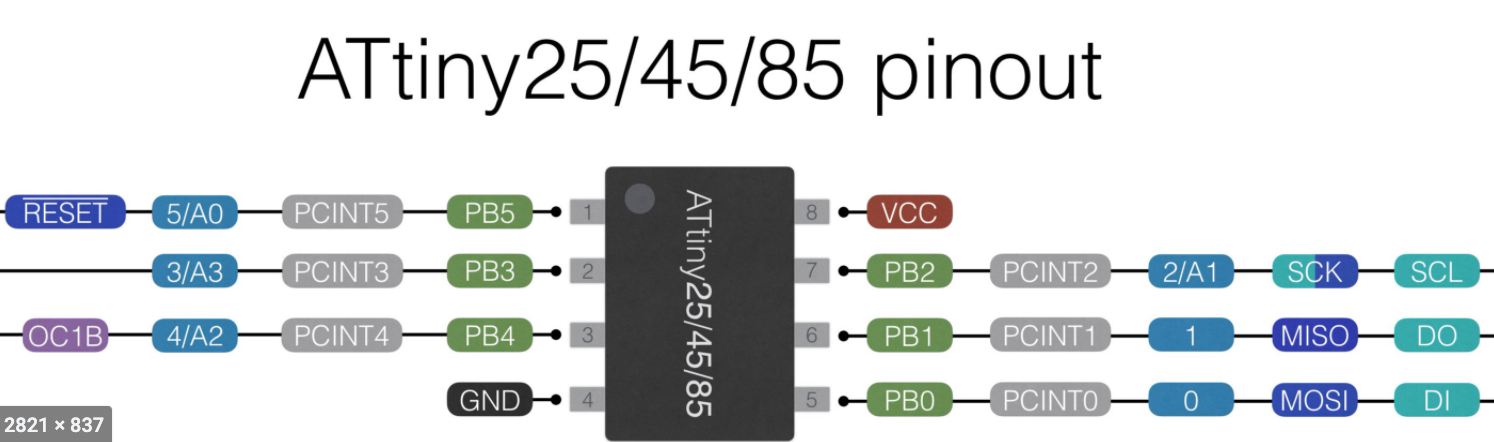 ATtiny25/45/85 pinout
RESET 5/A0 PCINT5 PB5 1 8 VCC
3/A3 PCINT3 PB3 2 7 PB2 PCINT2 2/A1 SCK SCL
OC1B 4/A2 PCINT4 PB4 3 6 PB1 PCINT1 1 MISO DO
GND 4 5 PB0 PCINT0 0 MOSI DI
ATtiny25/45/85
2821 × 837